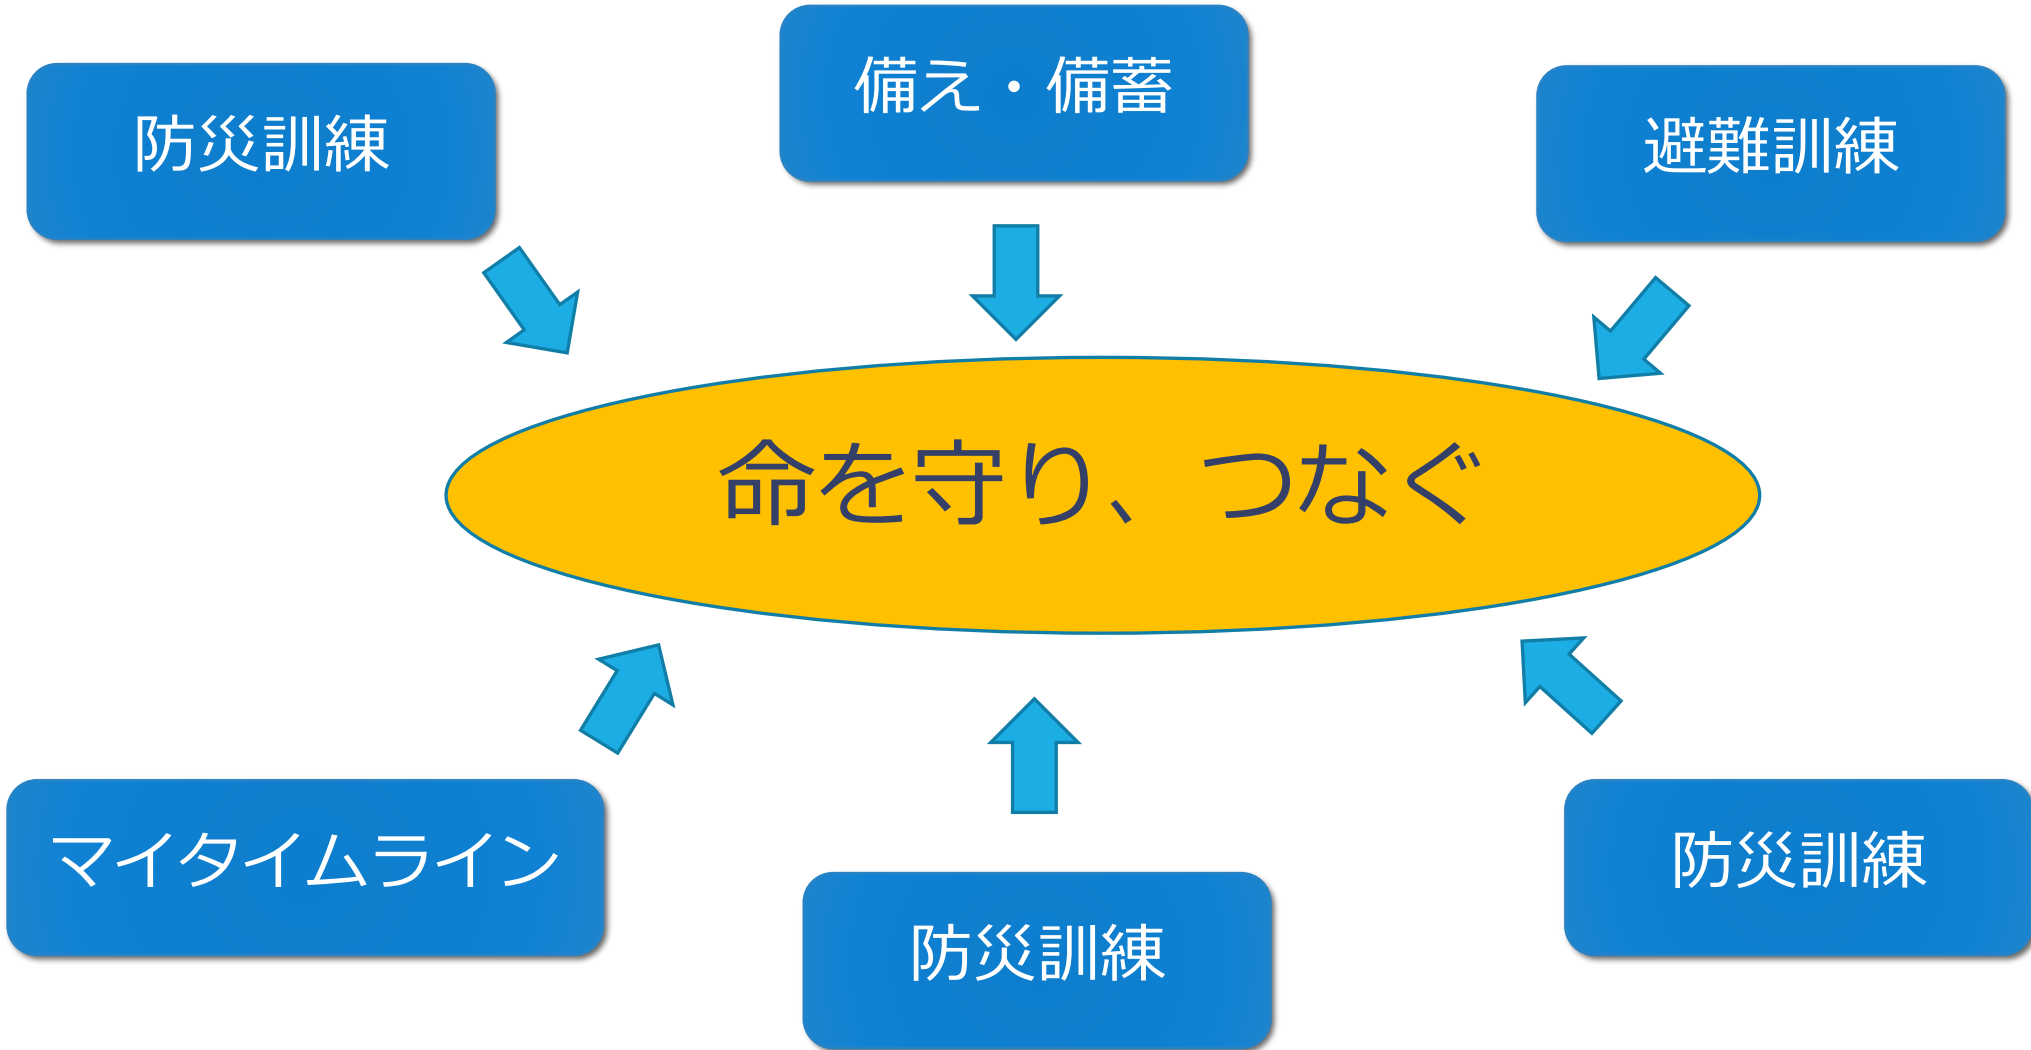 備え・備蓄
防災訓練
避難訓練
命を守り、つなぐ
マイタイムライン
防災訓練
防災訓練